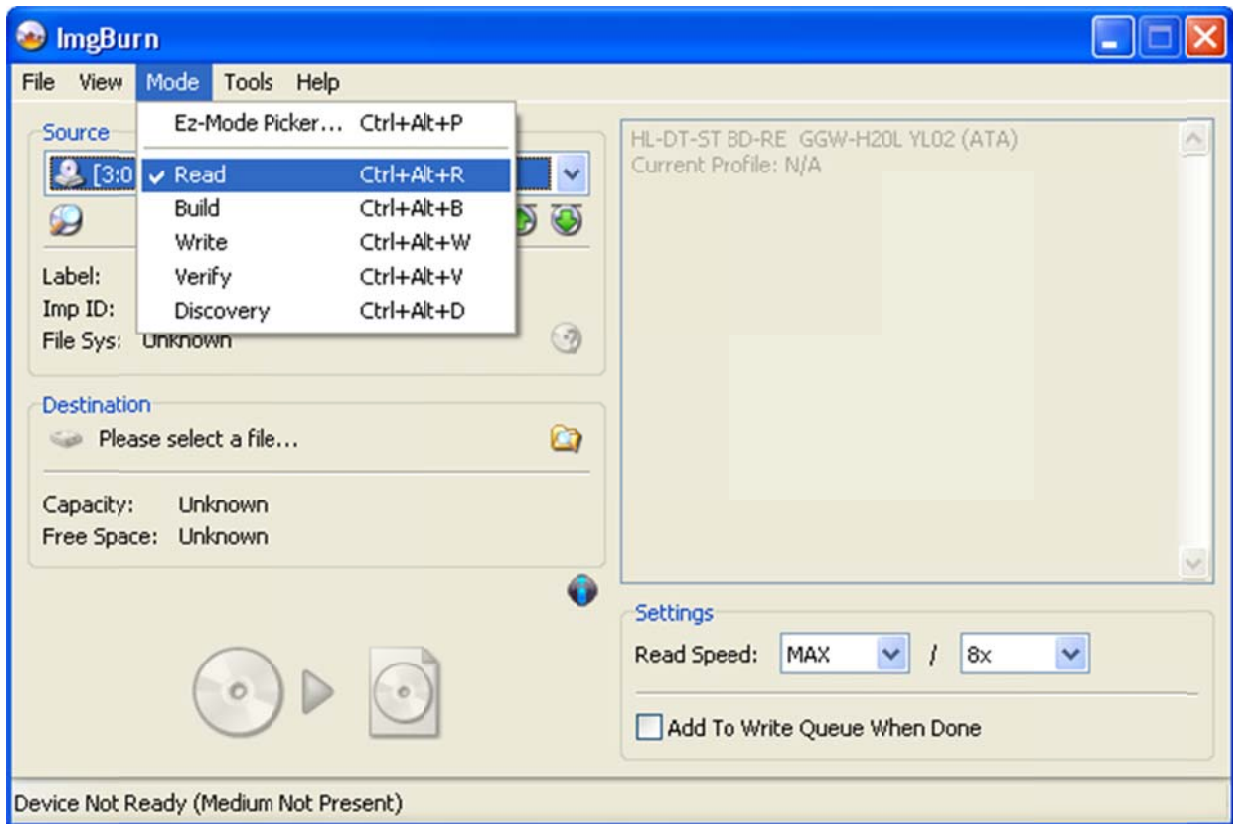 ImgBurn
File View Mode Tools Help
Ez-Mode Picker... Ctrl+Alt+P
Read Ctrl+Alt+R
Build Ctrl+Alt+B
Write Ctrl+Alt+W
Verify Ctrl+Alt+V
Discovery Ctrl+Alt+D
Source
[3:0
Label:
Imp ID:
File Sys: Unknown
Destination
Please select a file...
Capacity: Unknown
Free Space: Unknown
HL-DT-ST BD-RE GGW-H20L YL02 (ATA)
Current Profile: N/A
Settings
Read Speed: MAX / 8x
Add To Write Queue When Done
Device Not Ready (Medium Not Present)